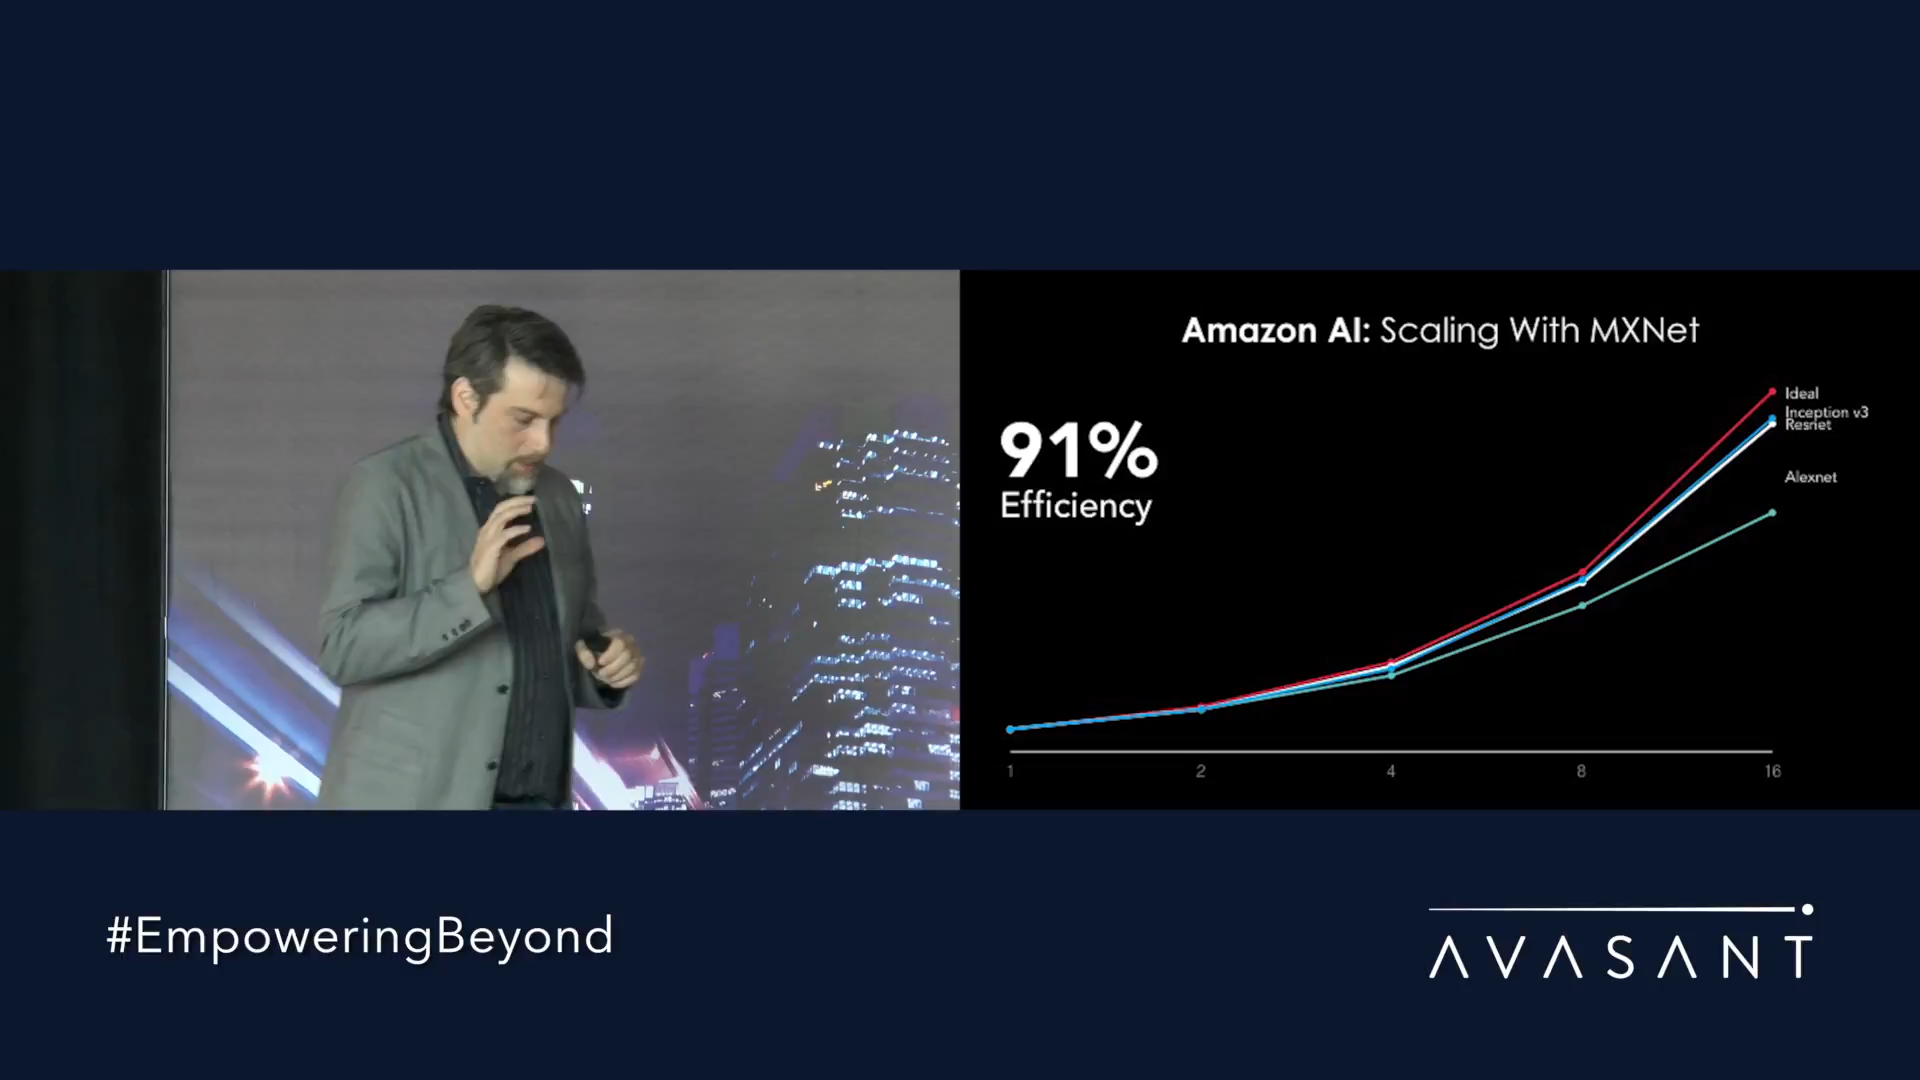 Amazon AI: Scaling With MXNet
91%
Efficiency
Ideal
Inception v3
Resnet
Alexnet
1 2 4 8 16
#EmpoweringBeyond
AVASANT